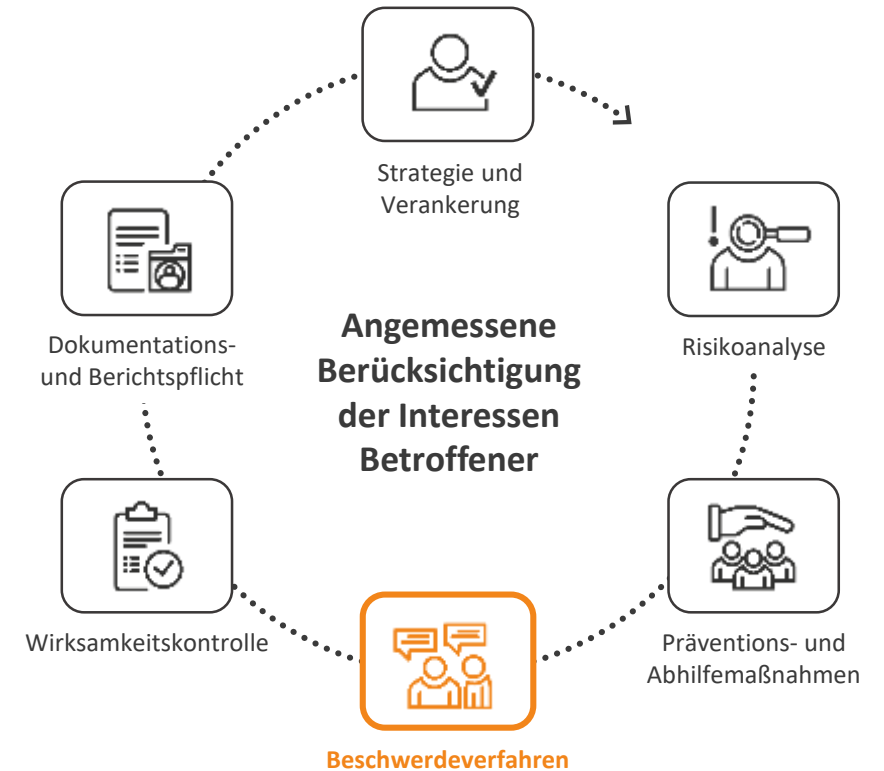 Strategie und
Verankerung
Risikoanalyse
Präventions- und
Abhilfemaßnahmen
Beschwerdeverfahren
Wirksamkeitskontrolle
Dokumentations-
und Berichtspflicht
Angemessene
Berücksichtigung
der Interessen
Betroffener